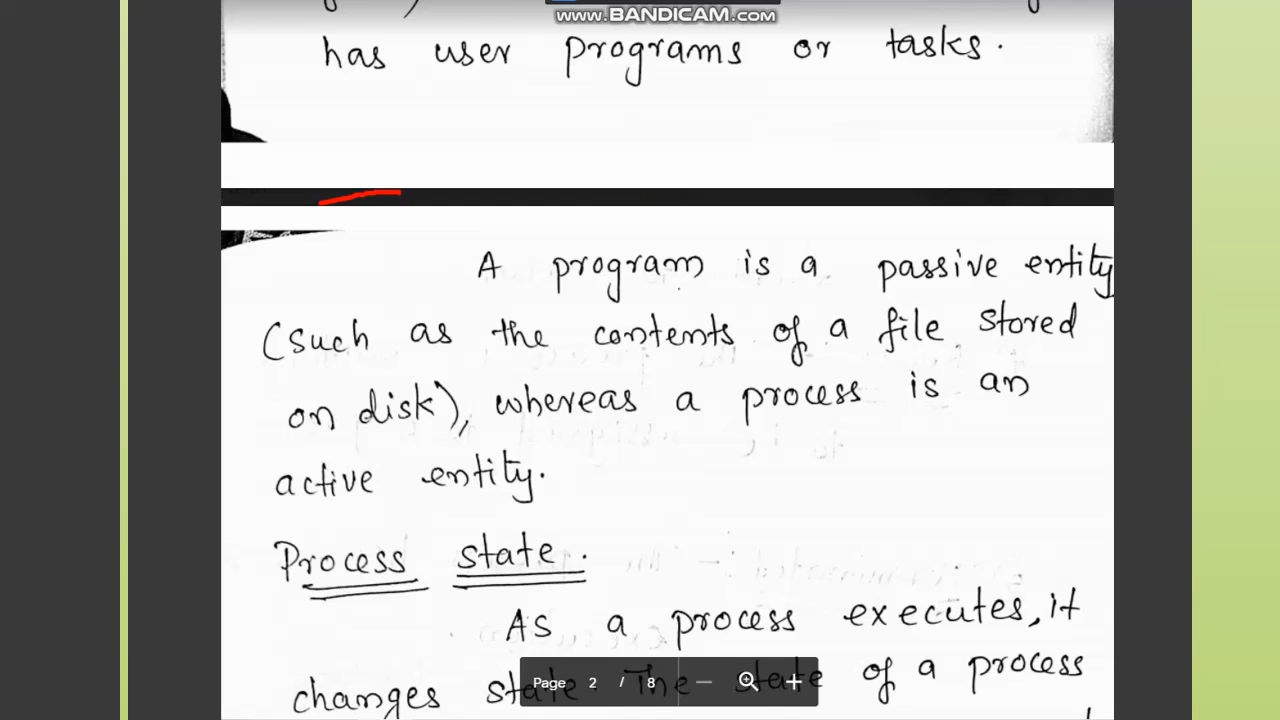 www.BANDICAM.com
has user programs or tasks.
A program is a passive entity
(such as the contents of a file stored
on disk), whereas a process is an
active entity.
Process state.
As a process executes, it
changes state. The state of a process
Page 2 / 8